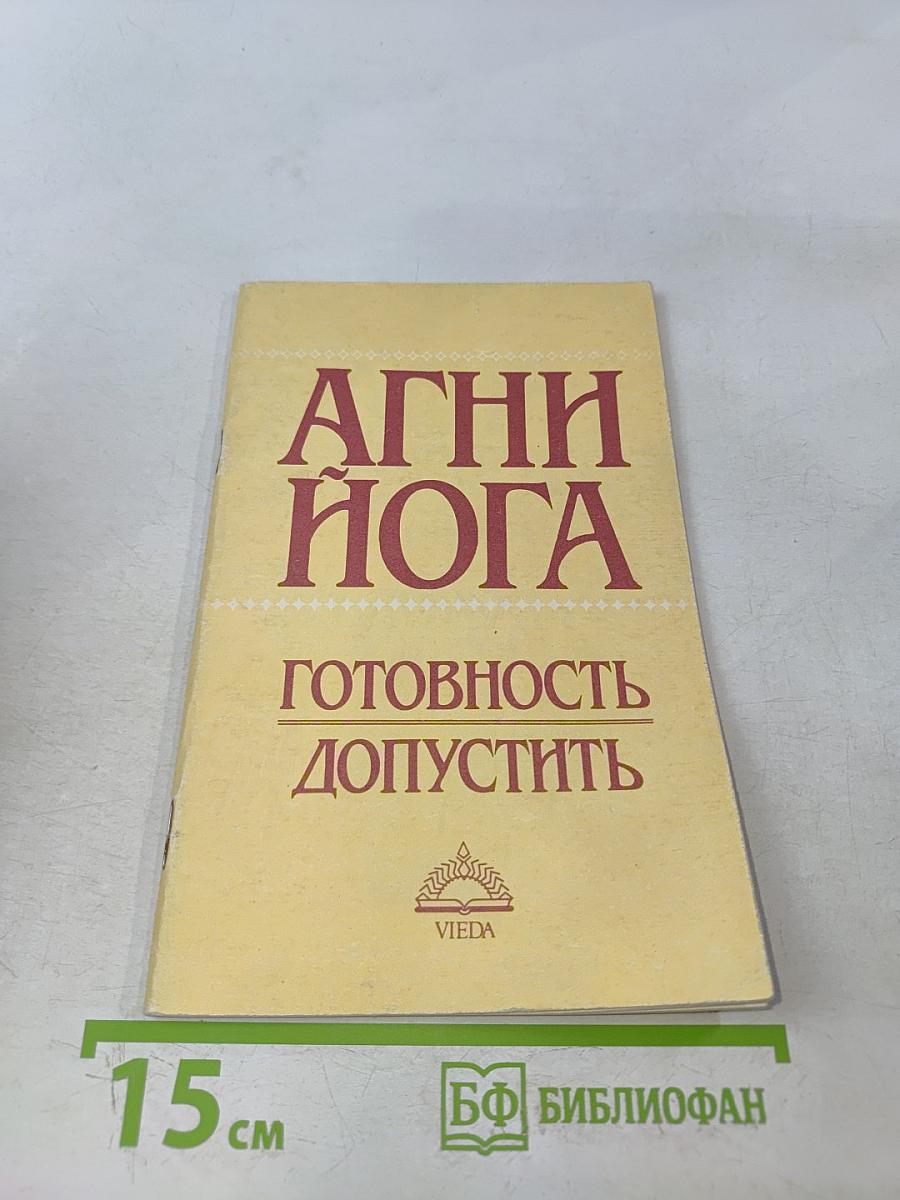 АГНИ
ЙОГА
ГОТОВНОСТЬ
ДОПУСТИТЬ
VIEDA
15 см
БФ БИБЛИОФАН